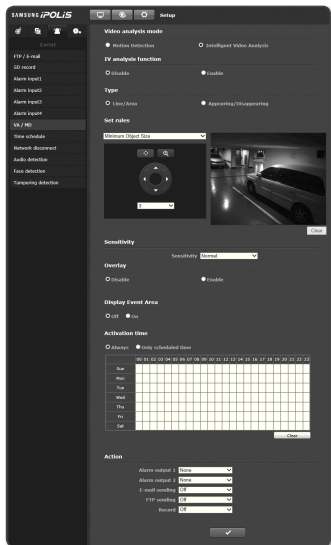 SAMSUNG iPOLiS
Setup
Event
FTP / E-mail
SD record
Alarm input1
Alarm input2
Alarm input3
Alarm input4
VA / MD
Time schedule
Network disconnect
Audio detection
Face detection
Tampering detection
Video analysis mode
Motion Detection Intelligent Video Analysis
IV analysis function
Disable Enable
Type
Line/Area Appearing/Disappearing
Set rules
Minimum Object Size
5
Clear
Sensitivity
Sensitivity Normal
Overlay
Disable Enable
Display Event Area
Off On
Activation time
Always Only scheduled time
00 01 02 03 04 05 06 07 08 09 10 11 12 13 14 15 16 17 18 19 20 21 22 23
Sun
Mon
Tue
Wed
Thu
Fri
Sat
Clear
Action
Alarm output 1 None
Alarm output 2 None
E-mail sending Off
FTP sending Off
Record Off